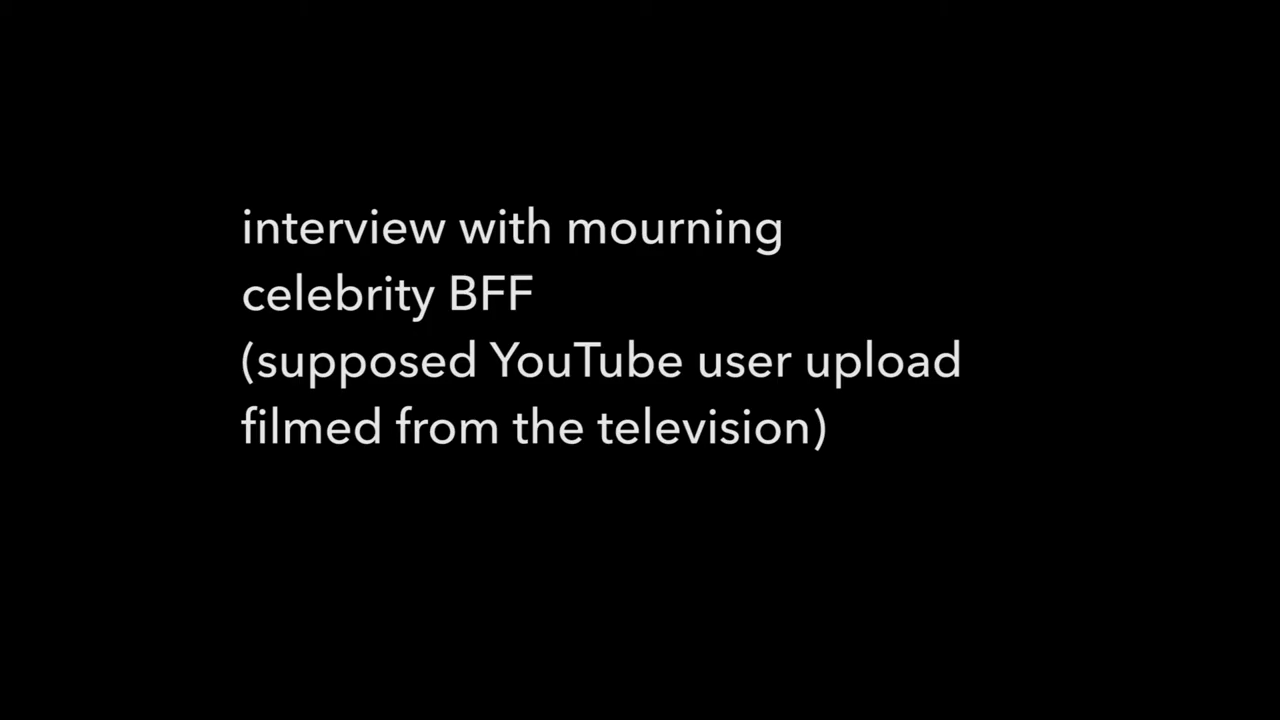 interview with mourning
celebrity BFF
(supposed YouTube user upload
filmed from the television)